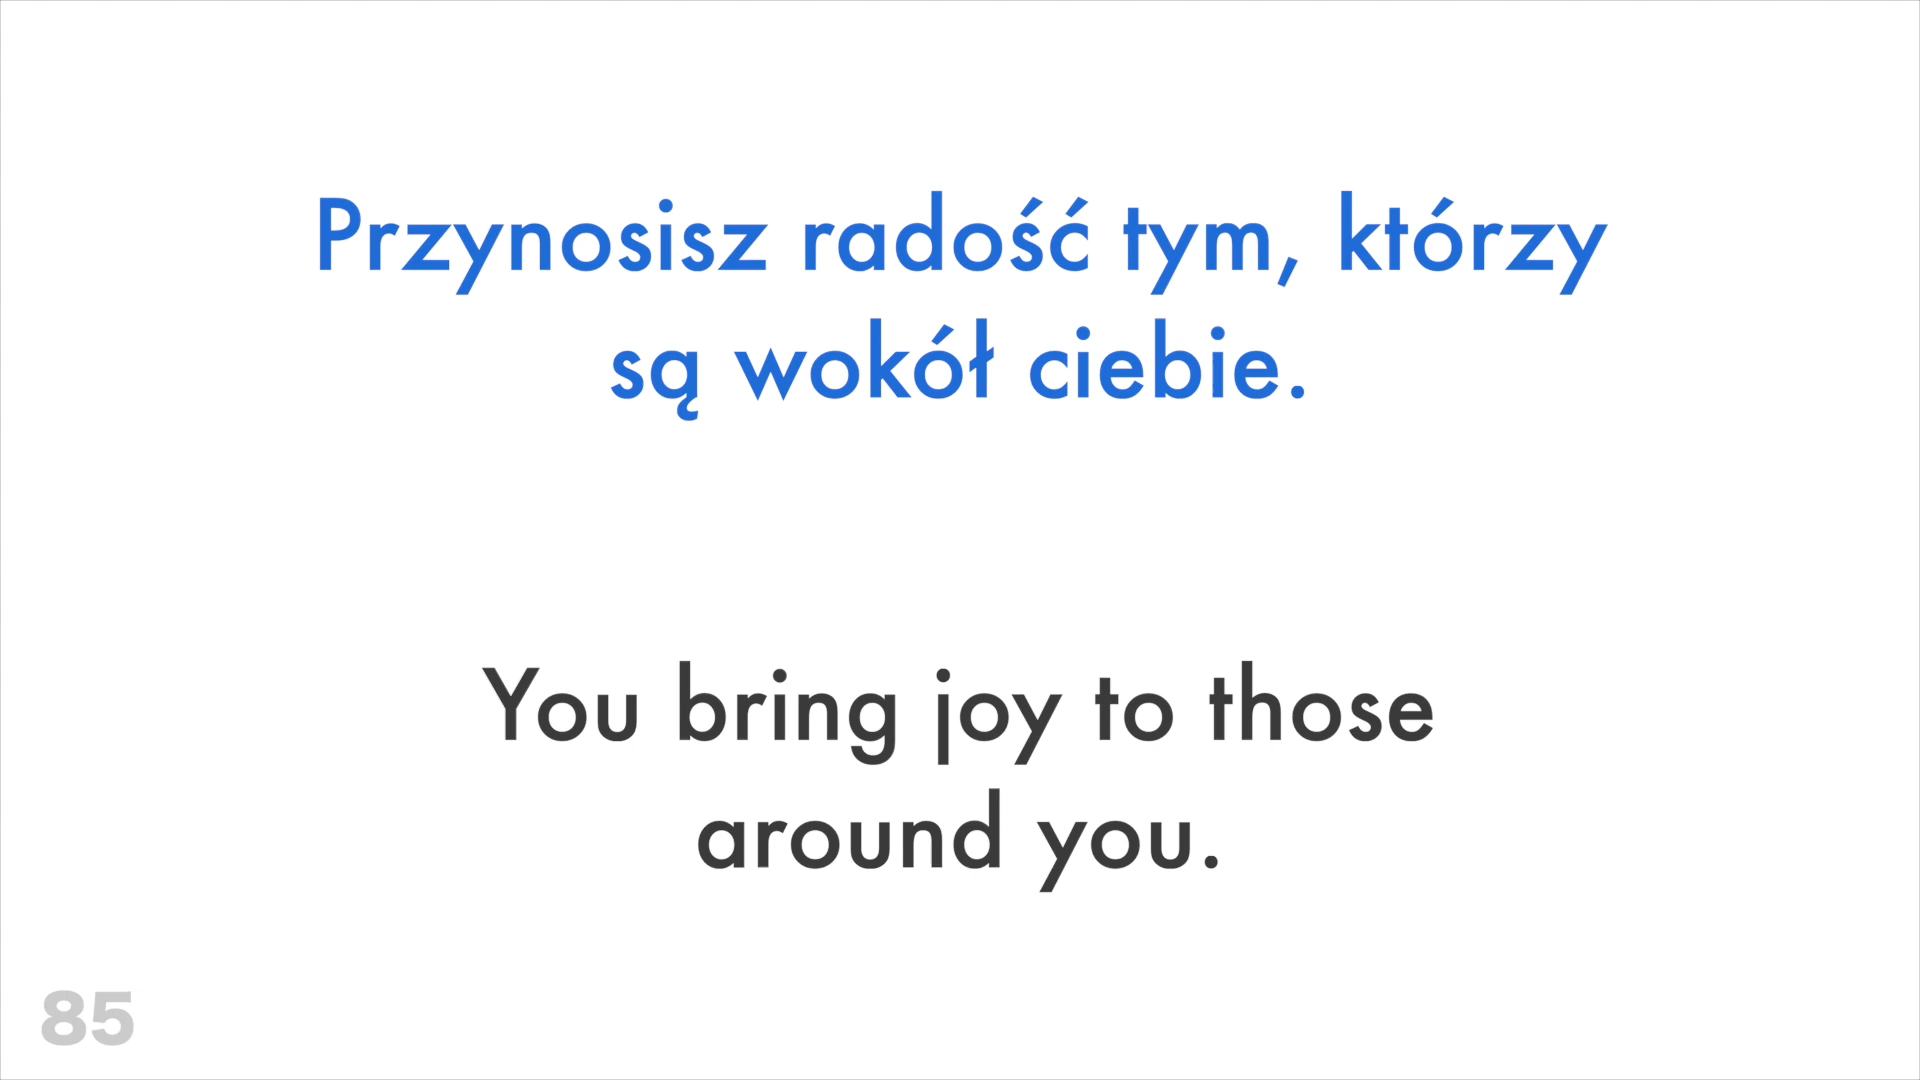 Przynosisz radość tym, którzy
są wokół ciebie.
You bring joy to those
around you.
85